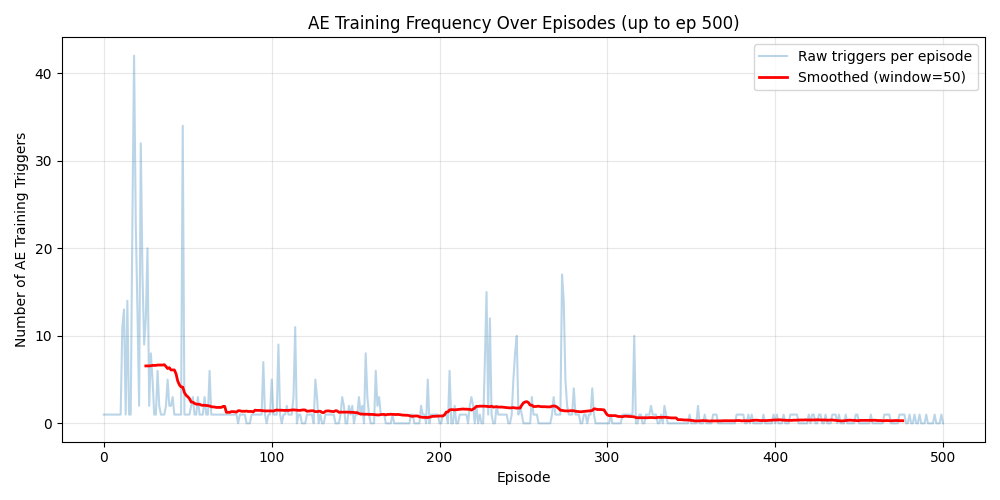 AE Training Frequency Over Episodes (up to ep 500)
Raw triggers per episode
Smoothed (window=50)
Number of AE Training Triggers
40
30
20
10
0
0 100 200 300 400 500
Episode